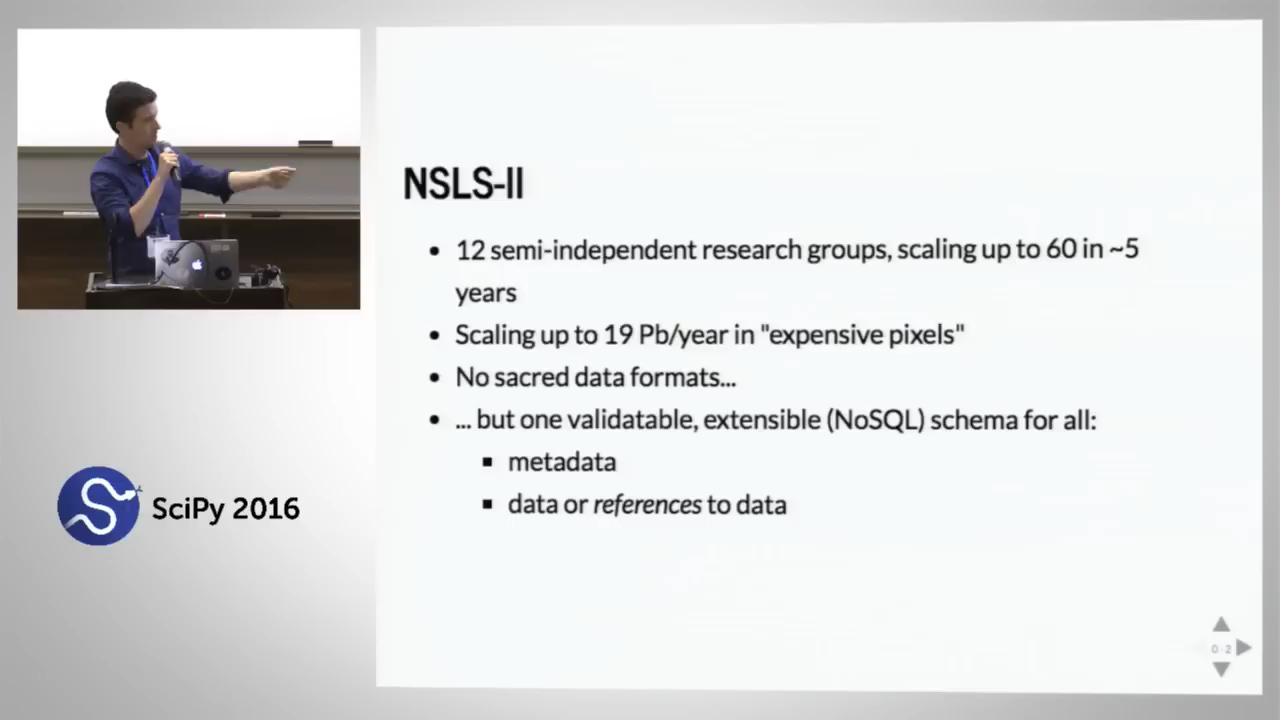 NSLS-II
• 12 semi-independent research groups, scaling up to 60 in ~5
years
• Scaling up to 19 Pb/year in "expensive pixels"
• No sacred data formats...
• ... but one validatable, extensible (NoSQL) schema for all:
▪ metadata
▪ data or references to data
SciPy 2016
0 · 2